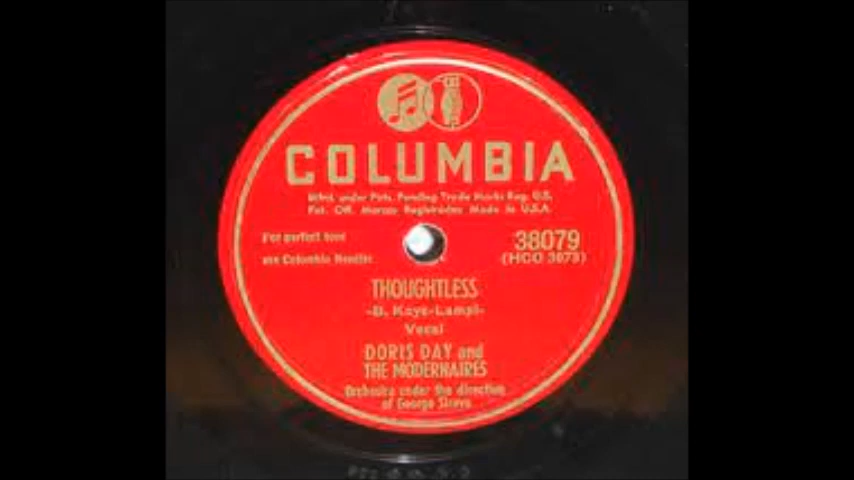 COLUMBIA
under Pats. Pending Trade Marks Reg. U.S.
Pat. Off. Marcas Registradas Made in U.S.A.
For perfect tone
use Columbia Needles
38079
(HCO 3073)
THOUGHTLESS
-B. Kaye-Lampl-
Vocal
DORIS DAY and
THE MODERNAIRES
Orchestra under the direction
of George Siravo